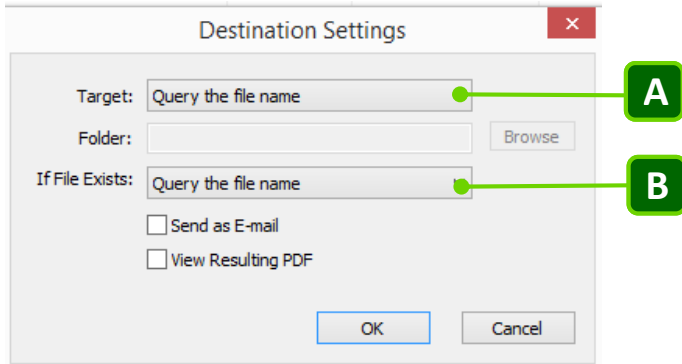 Destination Settings
Target: Query the file name
A
Folder:
Browse
If File Exists: Query the file name
B
Send as E-mail
View Resulting PDF
OK Cancel